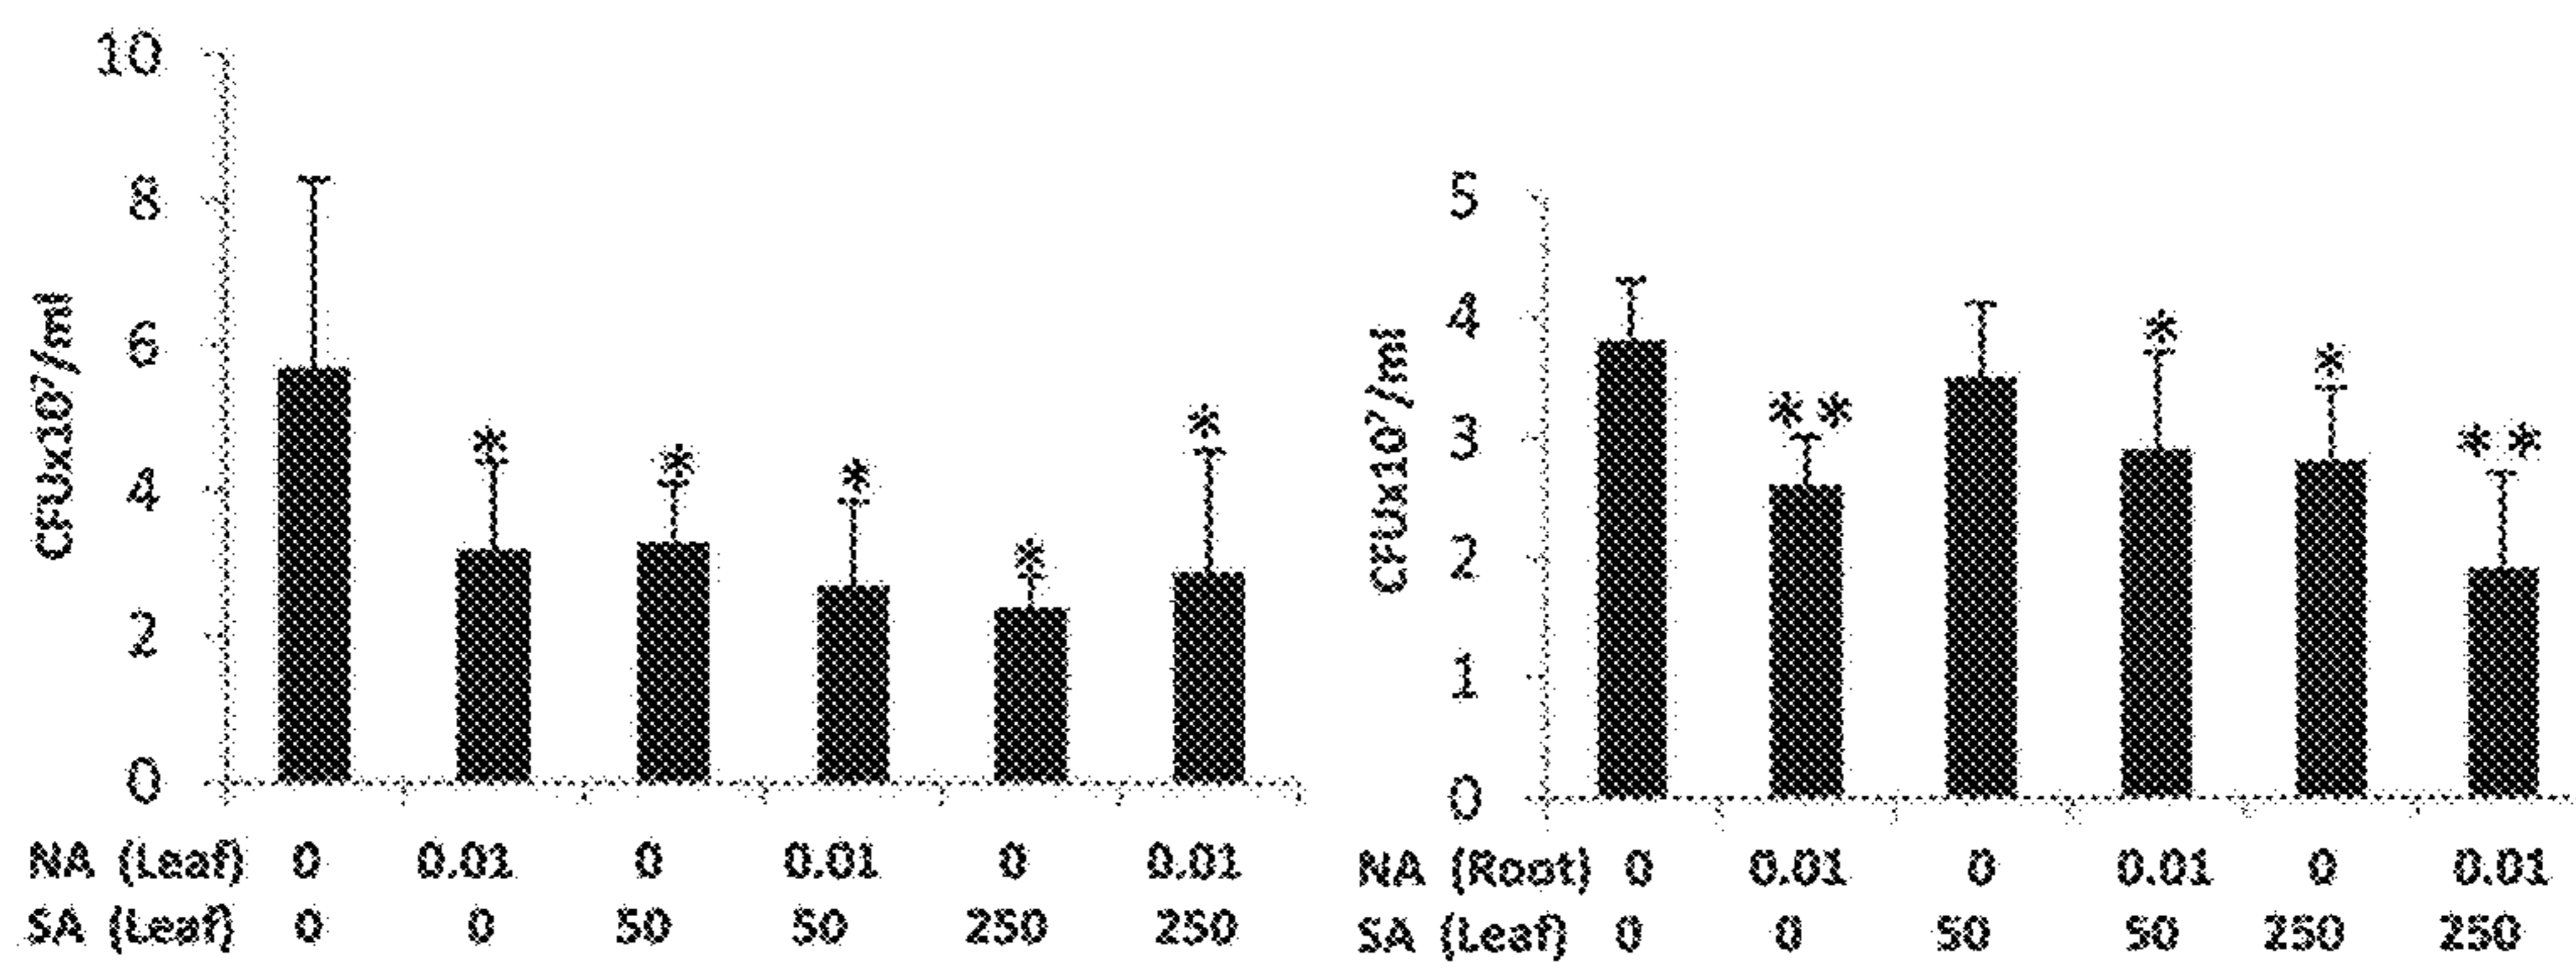 10
8
6
4
2
0
CFUx10⁷/ml
* * * * *
NA (Leaf) 0 0.01 0 0.01 0 0.01
SA (Leaf) 0 0 50 50 250 250
5
4
3
2
1
0
CFUx10⁷/ml
** * * **
NA (Root) 0 0.01 0 0.01 0 0.01
SA (Leaf) 0 0 50 50 250 250